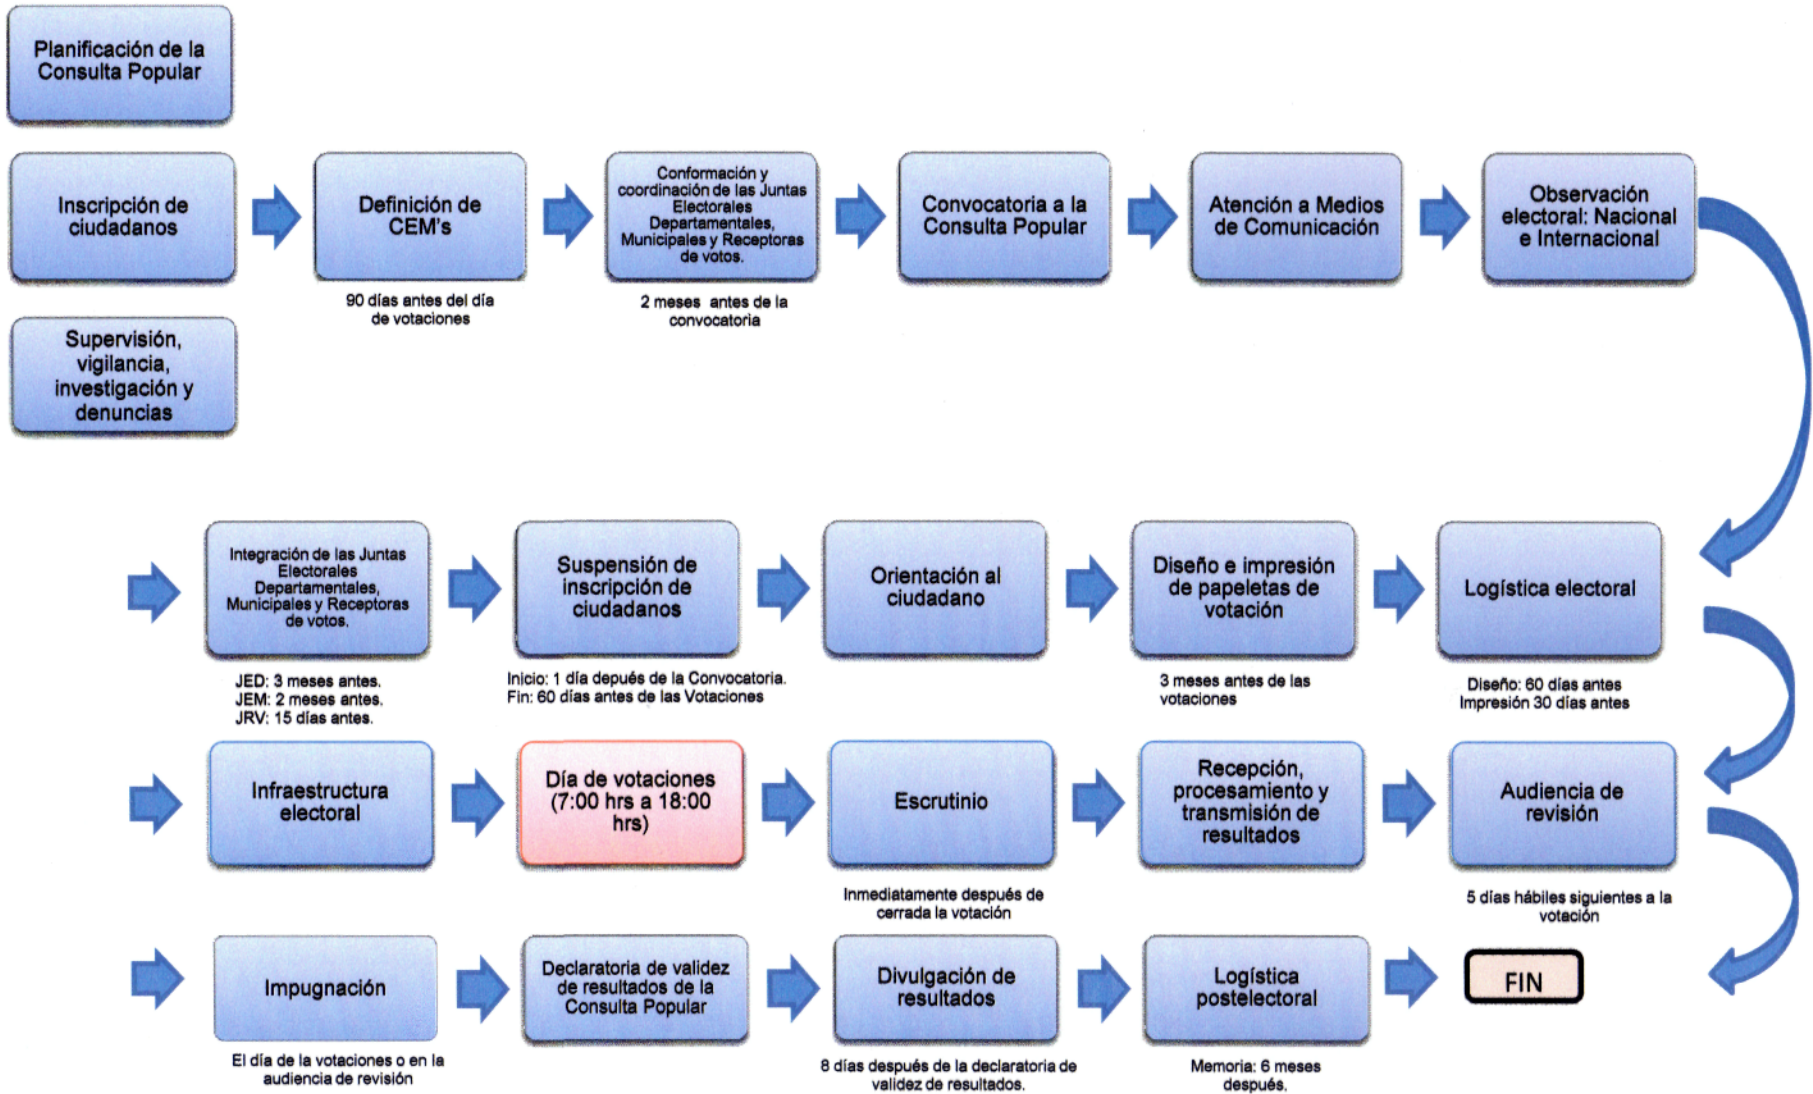 Planificación de la
Consulta Popular
Inscripción de
ciudadanos
Definición de
CEM's
90 días antes del día
de votaciones
Conformación y
coordinación de las Juntas
Electorales
Departamentales,
Municipales y Receptoras
de votos.
2 meses antes de la
convocatoria
Convocatoria a la
Consulta Popular
Atención a Medios
de Comunicación
Observación
electoral: Nacional
e Internacional
Supervisión,
vigilancia,
investigación y
denuncias
Integración de las Juntas
Electorales
Departamentales,
Municipales y Receptoras
de votos.
JED: 3 meses antes.
JEM: 2 meses antes.
JRV: 15 días antes.
Suspensión de
inscripción de
ciudadanos
Inicio: 1 día depués de la Convocatoria.
Fin: 60 días antes de las Votaciones
Orientación al
ciudadano
Diseño e impresión
de papeletas de
votación
3 meses antes de las
votaciones
Logística electoral
Diseño: 60 días antes
Impresión 30 días antes
Infraestructura
electoral
Día de votaciones
(7:00 hrs a 18:00
hrs)
Escrutinio
Inmediatamente después de
cerrada la votación
Recepción,
procesamiento y
transmisión de
resultados
Audiencia de
revisión
5 días hábiles siguientes a la
votación
Impugnación
El día de la votaciones o en la
audiencia de revisión
Declaratoria de validez
de resultados de la
Consulta Popular
Divulgación de
resultados
8 días después de la declaratoria de
validez de resultados.
Logística
postelectoral
Memoria: 6 meses
después.
FIN